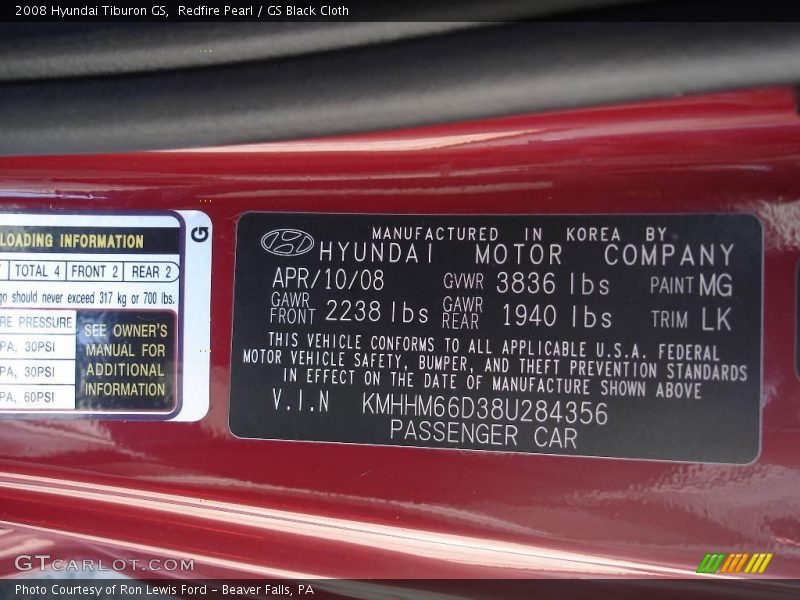 2008 Hyundai Tiburon GS,  Redfire Pearl / GS Black Cloth
LOADING INFORMATION
G
TOTAL 4 FRONT 2 REAR 2
go should never exceed 317 kg or 700 lbs.
RE PRESSURE
PA, 30PSI
PA, 30PSI
PA, 60PSI
SEE OWNER'S
MANUAL FOR
ADDITIONAL
INFORMATION
MANUFACTURED IN KOREA BY
HYUNDAI MOTOR COMPANY
APR/10/08 GVWR 3836 lbs PAINT MG
GAWR FRONT 2238 lbs GAWR REAR 1940 lbs TRIM LK
THIS VEHICLE CONFORMS TO ALL APPLICABLE U.S.A. FEDERAL
MOTOR VEHICLE SAFETY, BUMPER, AND THEFT PREVENTION STANDARDS
IN EFFECT ON THE DATE OF MANUFACTURE SHOWN ABOVE
V.I.N KMHHM66D38U284356
PASSENGER CAR
GTCARLOT.COM
Photo Courtesy of Ron Lewis Ford - Beaver Falls, PA